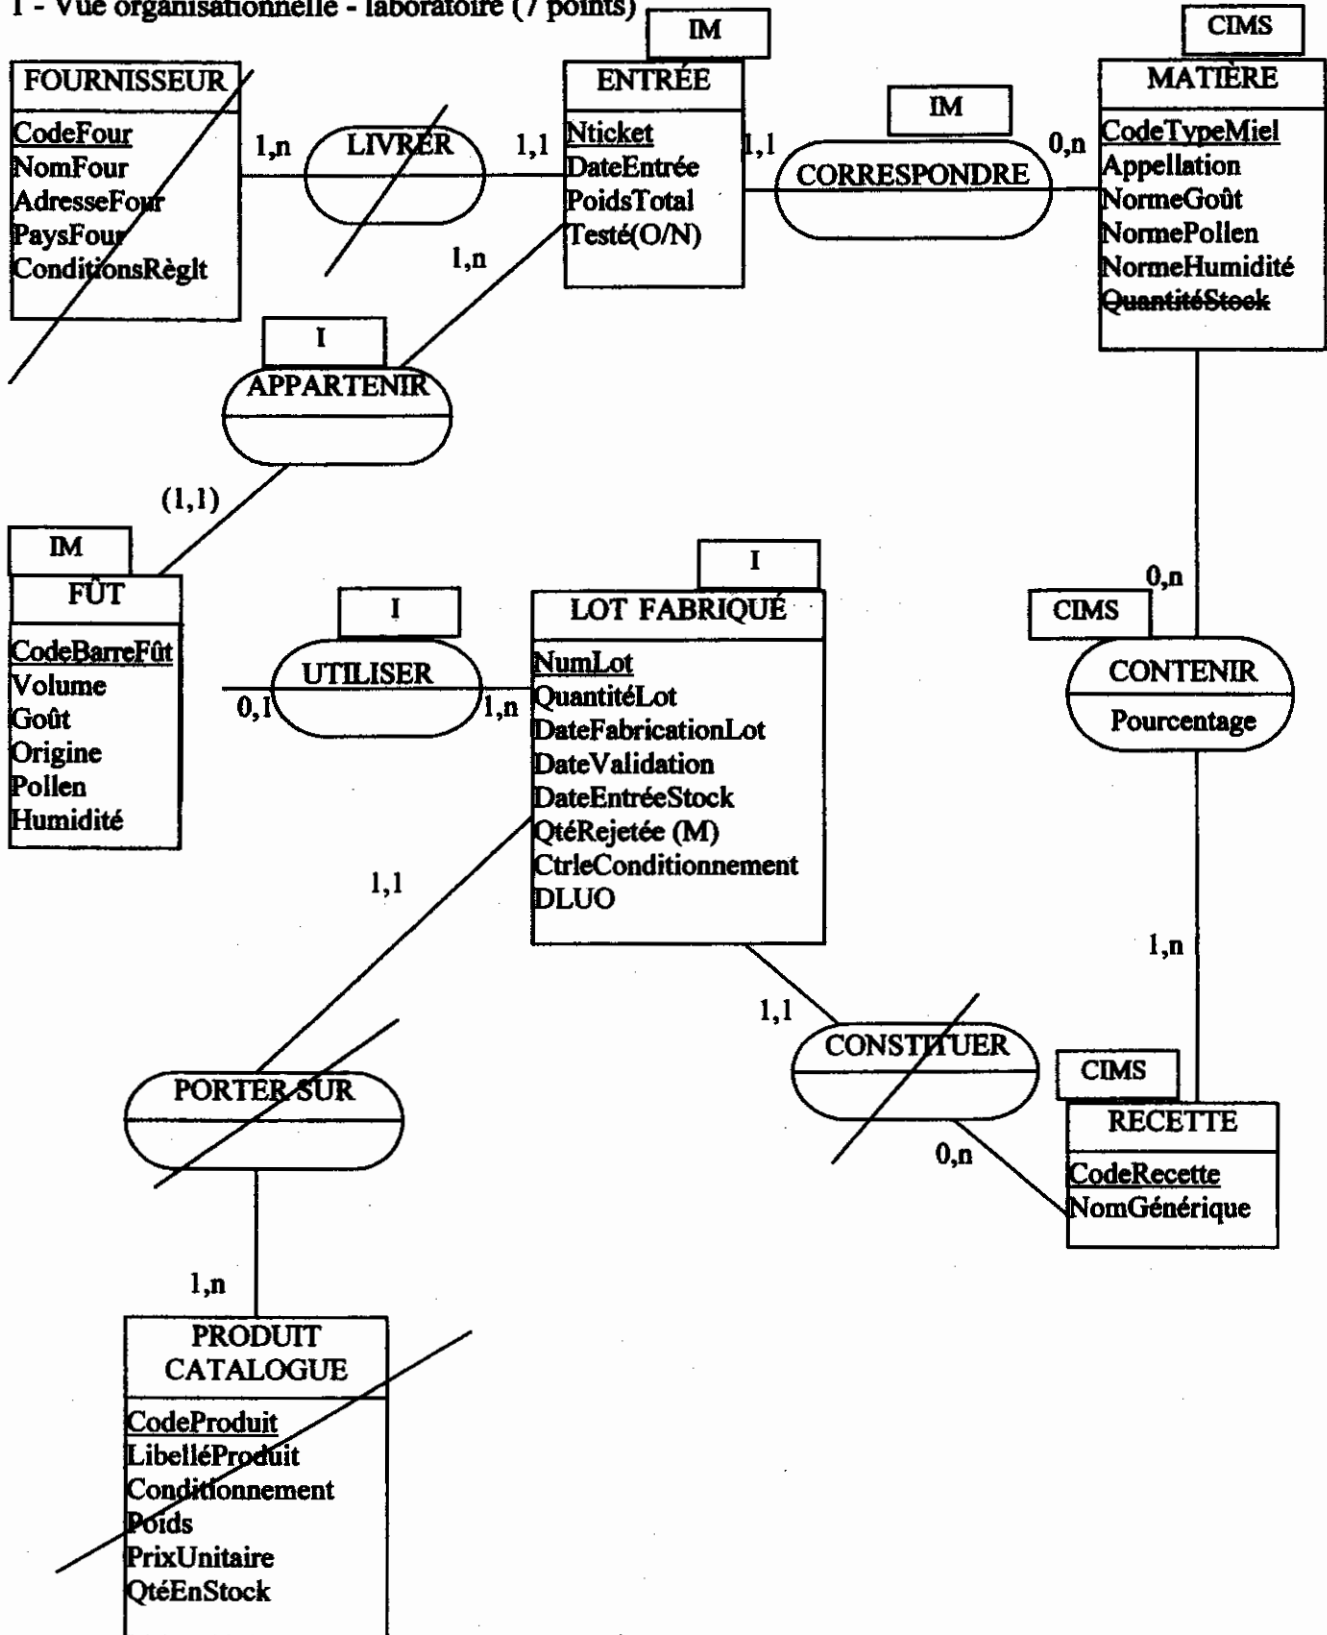 1 - Vue organisationnelle - laboratoire (7 points)
IM
CIMS
FOURNISSEUR
CodeFour
NomFour
AdresseFour
PaysFour
ConditionsRèglt
1,n
LIVRER
1,1
ENTRÉE
Nticket
DateEntrée
PoidsTotal
Testé(O/N)
1,1
IM
CORRESPONDRE
0,n
MATIÈRE
CodeTypeMiel
Appellation
NormeGoût
NormePollen
NormeHumidité
QuantitéStock
1,n
I
APPARTENIR
(1,1)
IM
FÛT
CodeBarreFût
Volume
Goût
Origine
Pollen
Humidité
I
UTILISER
0,1
1,n
I
LOT FABRIQUÉ
NumLot
QuantitéLot
DateFabricationLot
DateValidation
DateEntréeStock
QtéRejetée (M)
CtrleConditionnement
DLUO
0,n
CIMS
CONTENIR
Pourcentage
1,n
1,1
1,1
CONSTITUER
0,n
CIMS
RECETTE
CodeRecette
NomGénérique
PORTER SUR
1,n
PRODUIT
CATALOGUE
CodeProduit
LibelléProduit
Conditionnement
Poids
PrixUnitaire
QtéEnStock